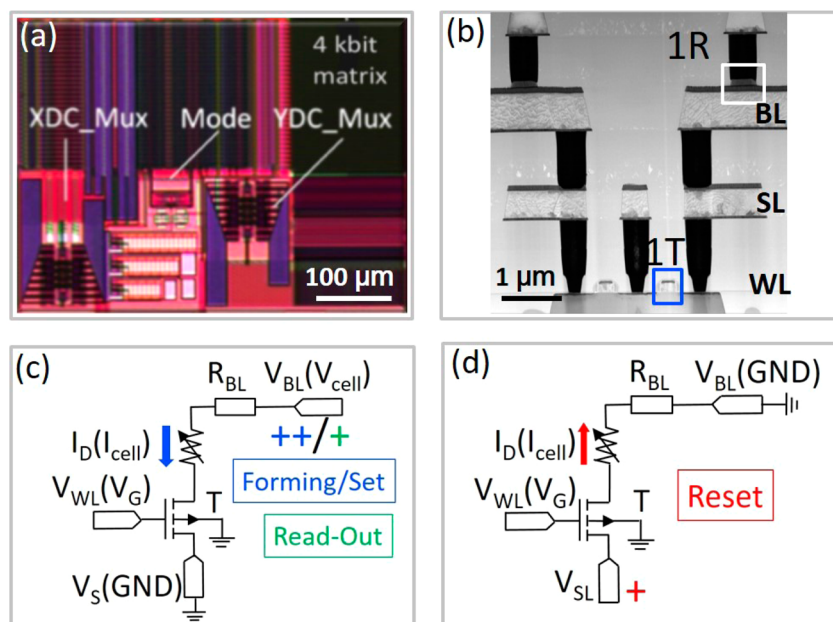 (a)
4 kbit
matrix
XDC_Mux
Mode
YDC_Mux
100 µm
(b)
1R
BL
SL
1T
WL
1 µm
(c)
R_BL V_BL(V_cell)
I_D(I_cell)
++/+
Forming/Set
V_WL(V_G)
T
Read-Out
V_S(GND)
(d)
R_BL V_BL(GND)
I_D(I_cell)
V_WL(V_G)
T
Reset
V_SL +